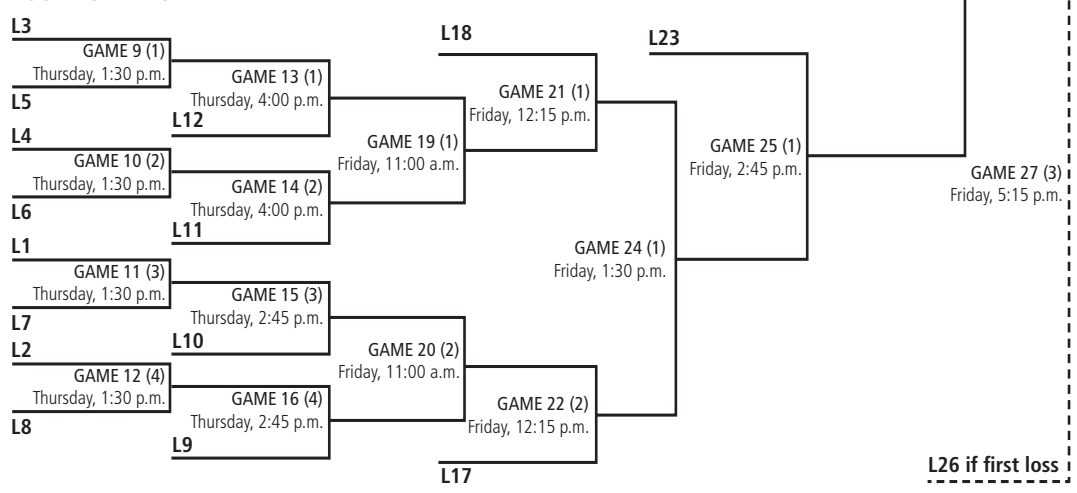 L3
GAME 9 (1)
Thursday, 1:30 p.m.
L5
L4
GAME 10 (2)
Thursday, 1:30 p.m.
L6
L1
GAME 11 (3)
Thursday, 1:30 p.m.
L7
L2
GAME 12 (4)
Thursday, 1:30 p.m.
L8
GAME 13 (1)
Thursday, 4:00 p.m.
L12
GAME 14 (2)
Thursday, 4:00 p.m.
L11
GAME 15 (3)
Thursday, 2:45 p.m.
L10
GAME 16 (4)
Thursday, 2:45 p.m.
L9
GAME 19 (1)
Friday, 11:00 a.m.
GAME 20 (2)
Friday, 11:00 a.m.
L18
GAME 21 (1)
Friday, 12:15 p.m.
GAME 22 (2)
Friday, 12:15 p.m.
L17
GAME 24 (1)
Friday, 1:30 p.m.
L23
GAME 25 (1)
Friday, 2:45 p.m.
GAME 27 (3)
Friday, 5:15 p.m.
L26 if first loss